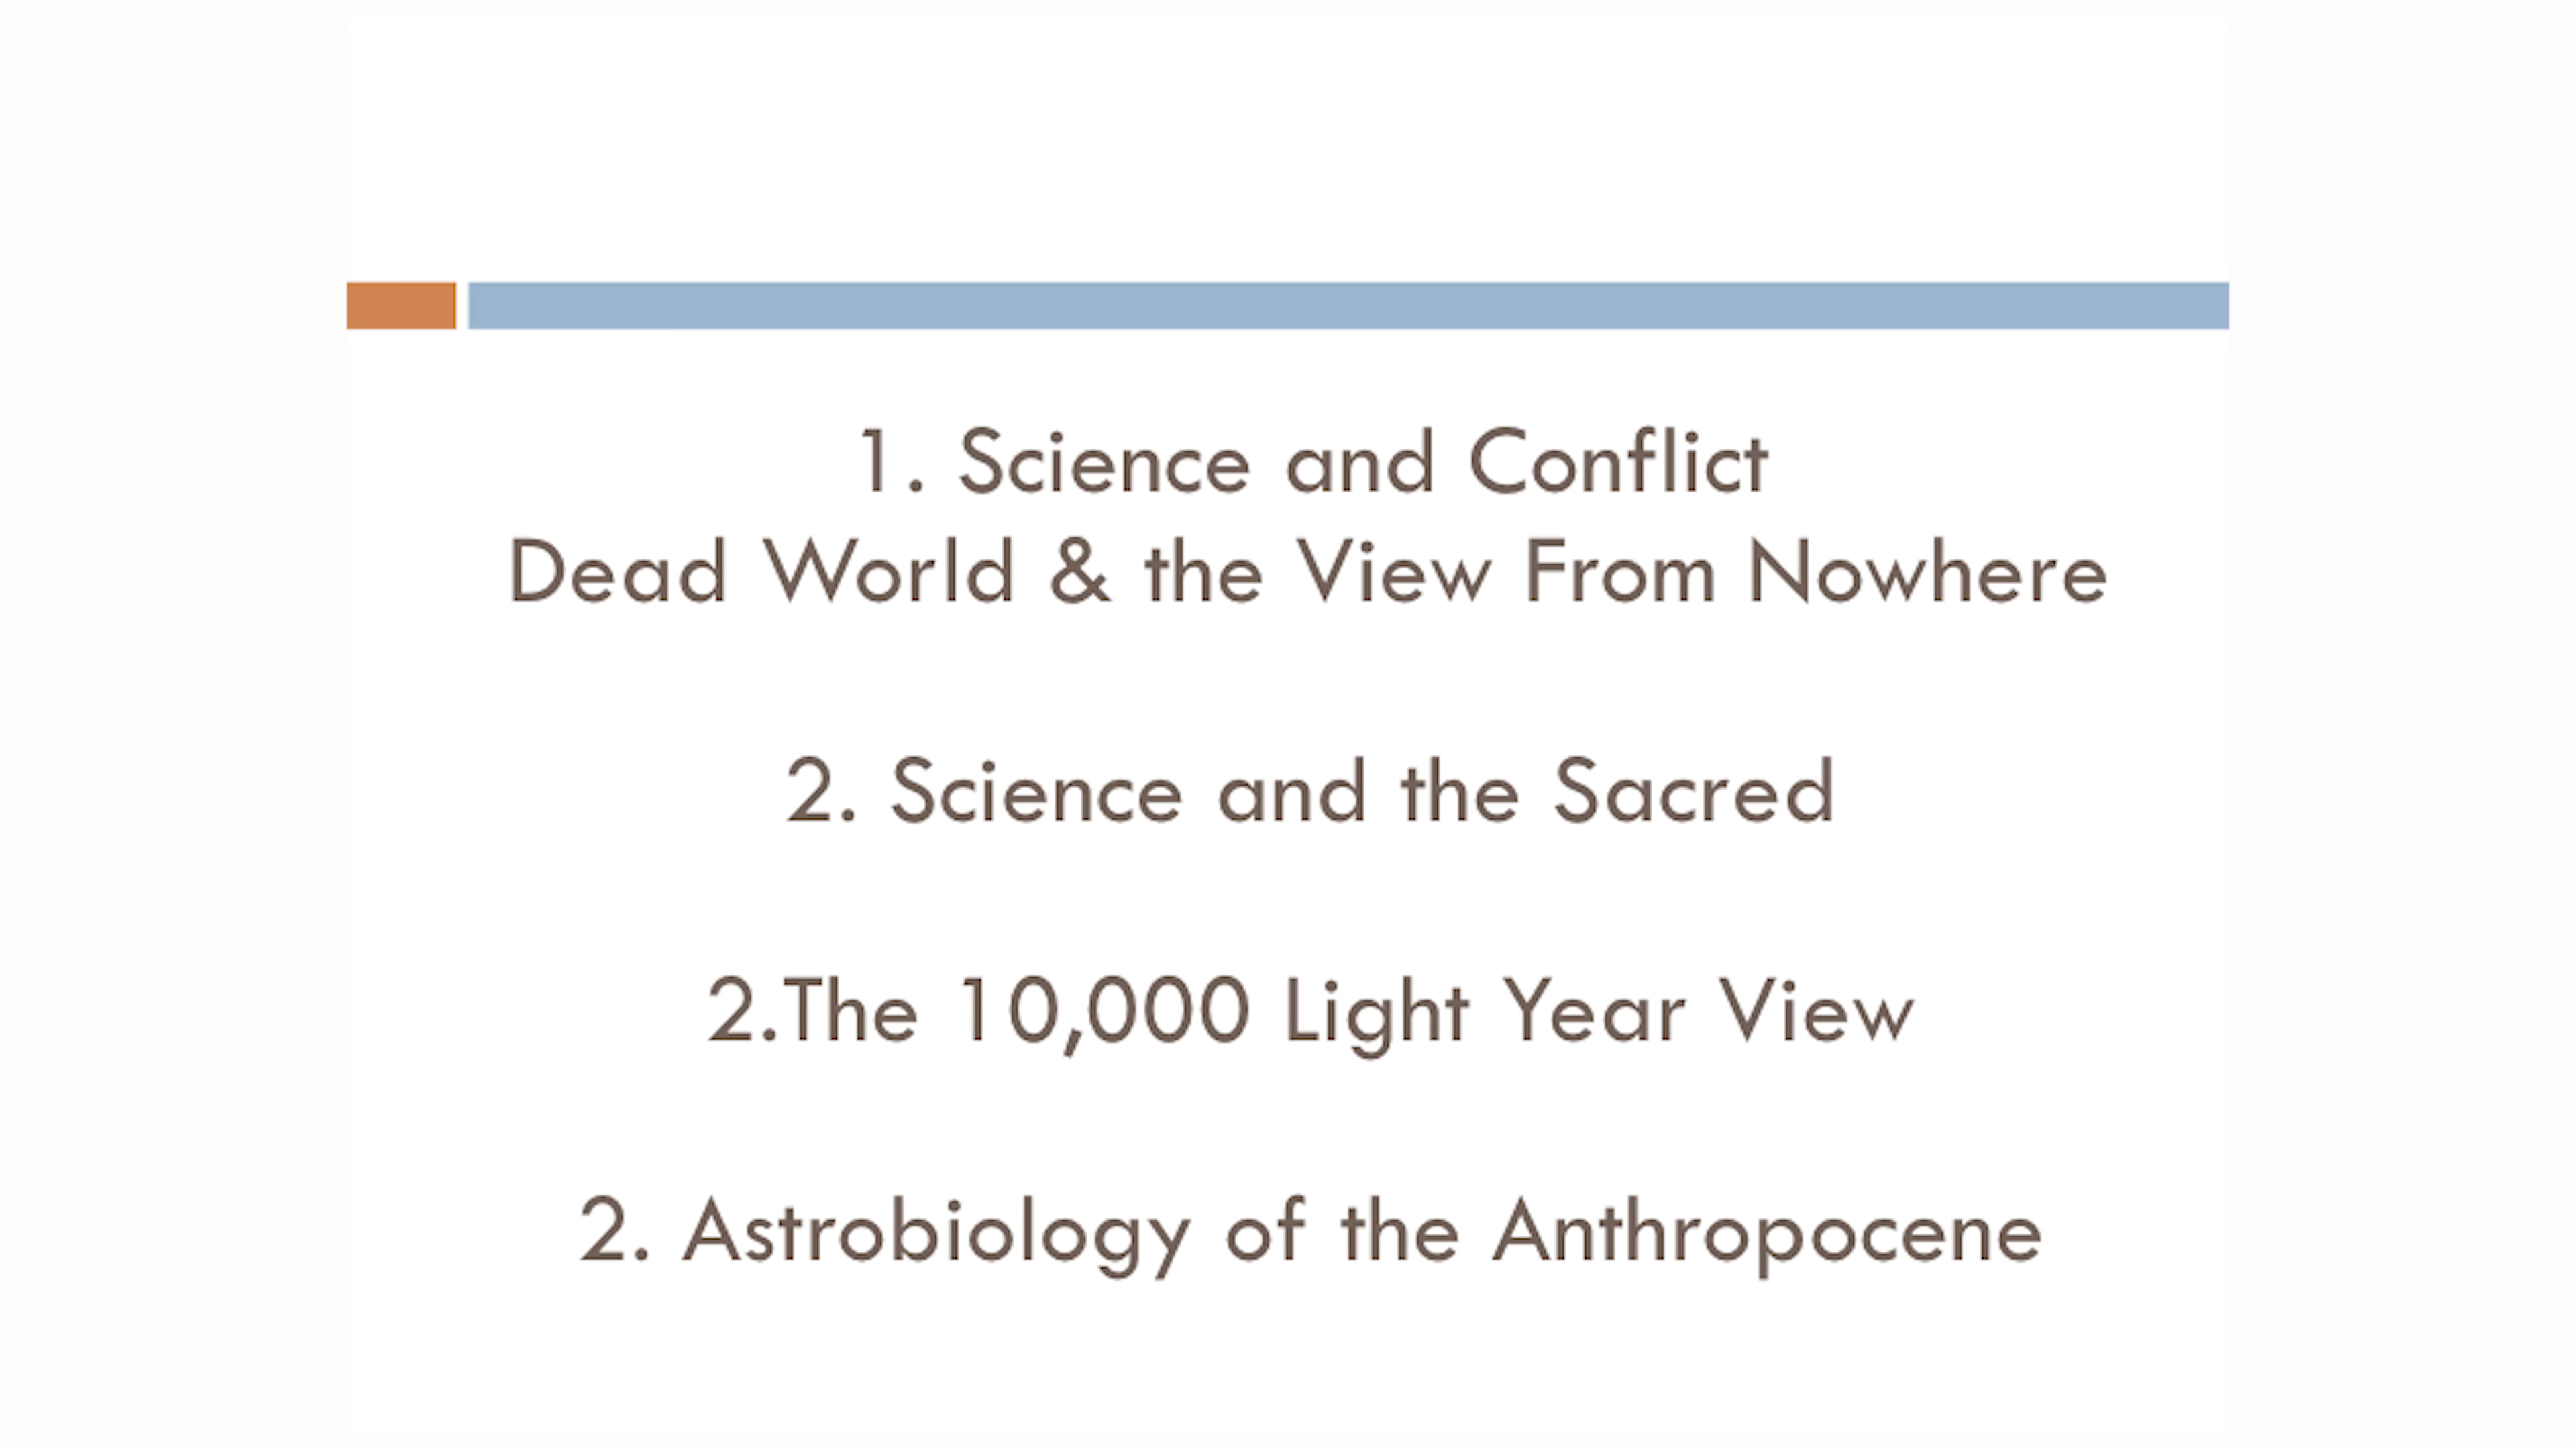 1. Science and Conflict
Dead World & the View From Nowhere
2. Science and the Sacred
2.The 10,000 Light Year View
2. Astrobiology of the Anthropocene